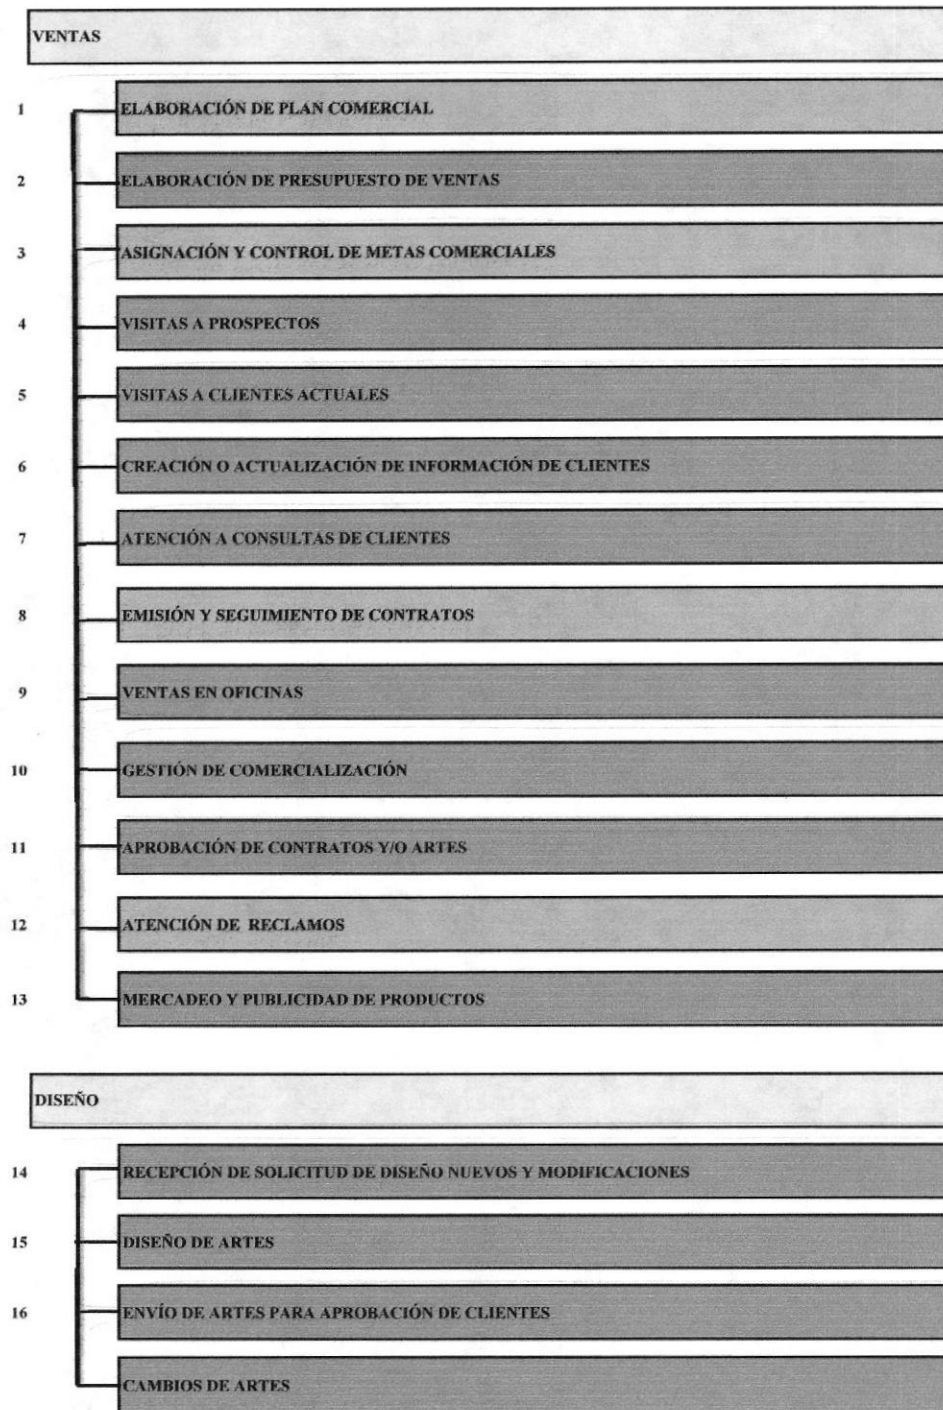 VENTAS
1 ELABORACIÓN DE PLAN COMERCIAL
2 ELABORACIÓN DE PRESUPUESTO DE VENTAS
3 ASIGNACIÓN Y CONTROL DE METAS COMERCIALES
4 VISITAS A PROSPECTOS
5 VISITAS A CLIENTES ACTUALES
6 CREACIÓN O ACTUALIZACIÓN DE INFORMACIÓN DE CLIENTES
7 ATENCIÓN A CONSULTAS DE CLIENTES
8 EMISIÓN Y SEGUIMIENTO DE CONTRATOS
9 VENTAS EN OFICINAS
10 GESTIÓN DE COMERCIALIZACIÓN
11 APROBACIÓN DE CONTRATOS Y/O ARTES
12 ATENCIÓN DE RECLAMOS
13 MERCADEO Y PUBLICIDAD DE PRODUCTOS
DISEÑO
14 RECEPCIÓN DE SOLICITUD DE DISEÑO NUEVOS Y MODIFICACIONES
15 DISEÑO DE ARTES
16 ENVÍO DE ARTES PARA APROBACIÓN DE CLIENTES
CAMBIOS DE ARTES